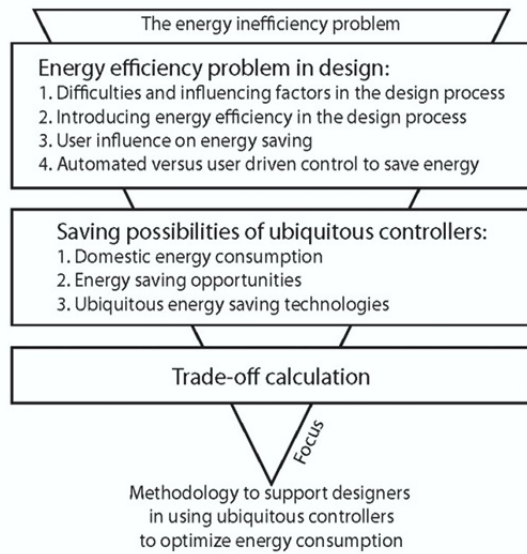 The energy inefficiency problem
Energy efficiency problem in design:
1. Difficulties and influencing factors in the design process
2. Introducing energy efficiency in the design process
3. User influence on energy saving
4. Automated versus user driven control to save energy
Saving possibilities of ubiquitous controllers:
1. Domestic energy consumption
2. Energy saving opportunities
3. Ubiquitous energy saving technologies
Trade-off calculation
Focus
Methodology to support designers
in using ubiquitous controllers
to optimize energy consumption